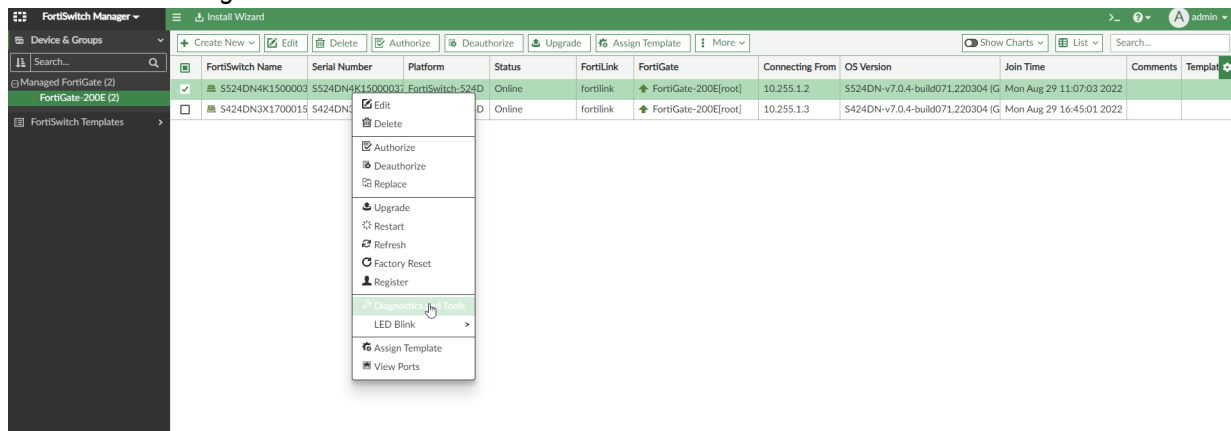 FortiSwitch Manager
Install Wizard
>_
admin
Device & Groups
+ Create New
Edit
Delete
Authorize
Deauthorize
Upgrade
Assign Template
More
Show Charts
List
Search...
Search...
FortiSwitch Name Serial Number Platform Status FortiLink FortiGate Connecting From OS Version Join Time Comments Templat
Managed FortiGate (2)
S524DN4K1500003 S524DN4K15000037 FortiSwitch-524D Online fortilink FortiGate-200E[root] 10.255.1.2 S524DN-v7.0.4-build071,220304 (G Mon Aug 29 11:07:03 2022
FortiGate-200E (2)
S424DN3X1700015 S424DN3 D Online fortilink FortiGate-200E[root] 10.255.1.3 S424DN-v7.0.4-build071,220304 (G Mon Aug 29 16:45:01 2022
FortiSwitch Templates
Edit
Delete
Authorize
Deauthorize
Replace
Upgrade
Restart
Refresh
Factory Reset
Register
Diagnostics and Tools
LED Blink
Assign Template
View Ports